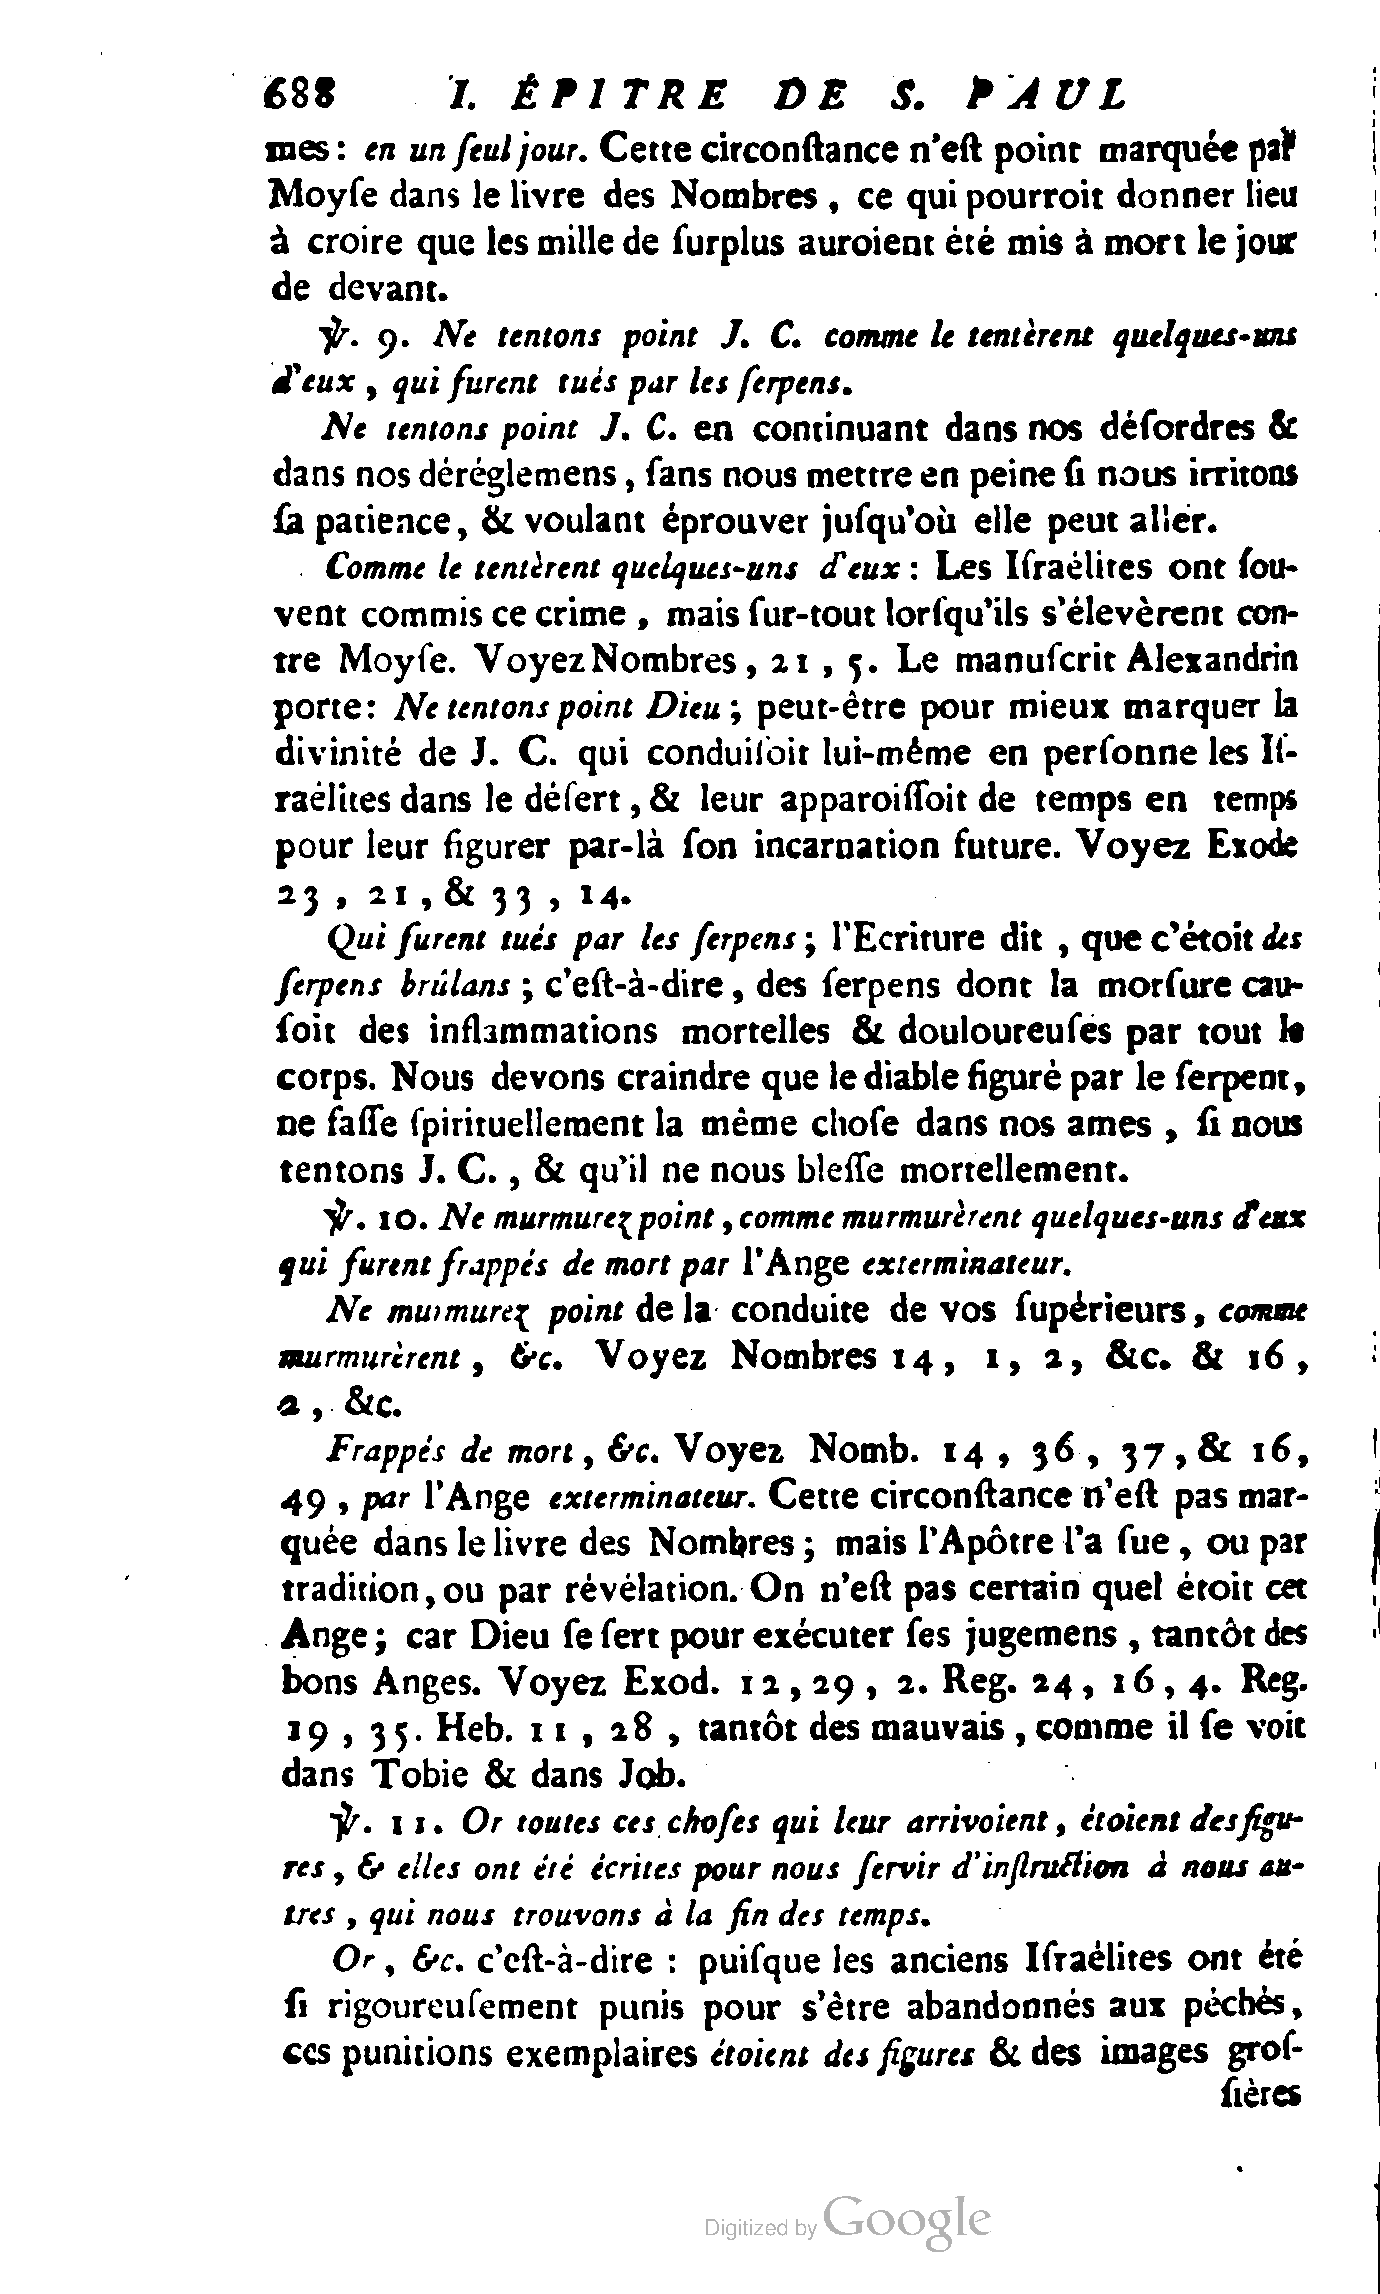 688 I. ÉPITRE DE S. PAUL
mes : en un ſeul jour. Cette circonſtance n'eſt point marquée par
Moyſe dans le livre des Nombres , ce qui pourroit donner lieu
à croire que les mille de ſurplus auroient été mis à mort le jour
de devant.
℣. 9. Ne tentons point J. C. comme le tentèrent quelques-uns
d'eux , qui furent tués par les ſerpens.
Ne tentons point J. C. en continuant dans nos déſordres &
dans nos déréglemens , ſans nous mettre en peine ſi nous irritons
ſa patience, & voulant éprouver juſqu'où elle peut aller.
Comme le tentèrent quelques-uns d'eux : Les Iſraélites ont ſou-
vent commis ce crime , mais ſur-tout lorſqu'ils s'élevèrent con-
tre Moyſe. Voyez Nombres , 21 , 5. Le manuſcrit Alexandrin
porte : Ne tentons point Dieu ; peut-être pour mieux marquer la
divinité de J. C. qui conduiſoit lui-même en perſonne les Iſ-
raélites dans le déſert , & leur apparoiſſoit de temps en temps
pour leur figurer par-là ſon incarnation future. Voyez Exode
23 , 21 , & 33 , 14.
Qui furent tués par les ſerpens ; l'Ecriture dit , que c'étoit des
ſerpens brûlans ; c'eſt-à-dire , des ſerpens dont la morſure cau-
ſoit des inflammations mortelles & douloureuſes par tout le
corps. Nous devons craindre que le diable figuré par le ſerpent,
ne faſſe ſpirituellement la même choſe dans nos ames , ſi nous
tentons J. C. , & qu'il ne nous bleſſe mortellement.
℣. 10. Ne murmurez point , comme murmurèrent quelques-uns d'eux
qui furent frappés de mort par l'Ange exterminateur.
Ne murmurez point de la conduite de vos ſupérieurs , comme
murmurèrent , &c. Voyez Nombres 14 , 1 , 2 , &c. & 16 ,
2 , &c.
Frappés de mort , &c. Voyez Nomb. 14 , 36 , 37 , & 16,
49 , par l'Ange exterminateur. Cette circonſtance n'eſt pas mar-
quée dans le livre des Nombres ; mais l'Apôtre l'a ſue , ou par
tradition , ou par révélation. On n'eſt pas certain quel étoit cet
Ange ; car Dieu ſe ſert pour exécuter ſes jugemens , tantôt des
bons Anges. Voyez Exod. 12 , 29 , 2. Reg. 24 , 16 , 4. Reg.
19 , 35. Heb. 11 , 28 , tantôt des mauvais , comme il ſe voit
dans Tobie & dans Job.
℣. 11. Or toutes ces choſes qui leur arrivoient , étoient des figu-
res , & elles ont été écrites pour nous ſervir d'inſtruction à nous au-
tres , qui nous trouvons à la fin des temps.
Or , &c. c'eſt-à-dire : puiſque les anciens Iſraélites ont été
ſi rigoureuſement punis pour s'être abandonnés aux péchés,
ces punitions exemplaires étoient des figures & des images groſ-
ſières
Digitized by Google